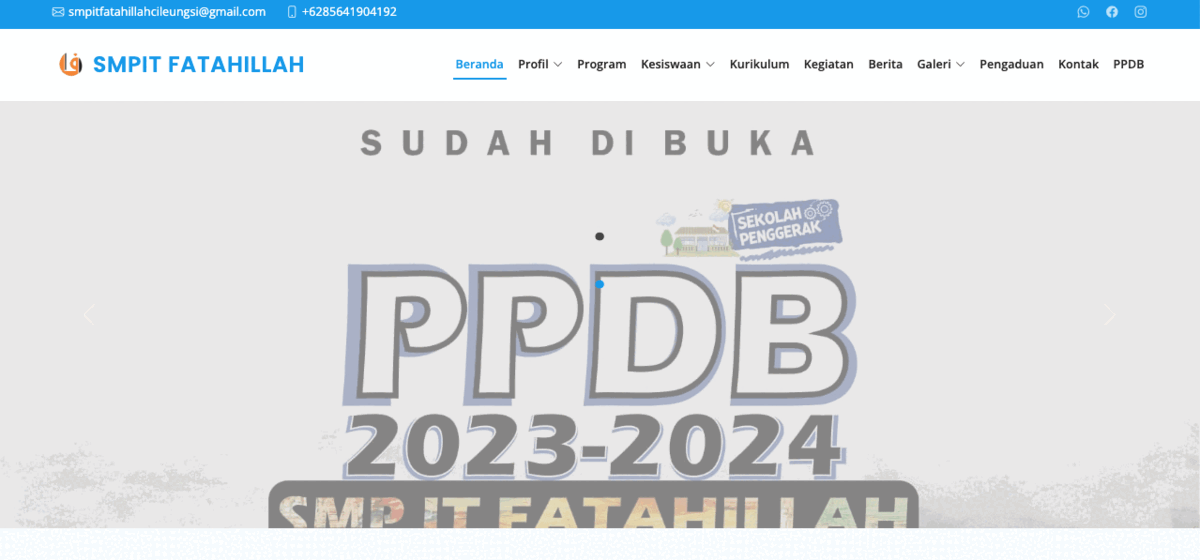 smpitfatahillahcileungsi@gmail.com +6285641904192
SMPIT FATAHILLAH
Beranda Profil Program Kesiswaan Kurikulum Kegiatan Berita Galeri Pengaduan Kontak PPDB
SUDAH DI BUKA
SEKOLAH
PENGGERAK
PPDB
2023-2024
SMP IT FATAHILLAH